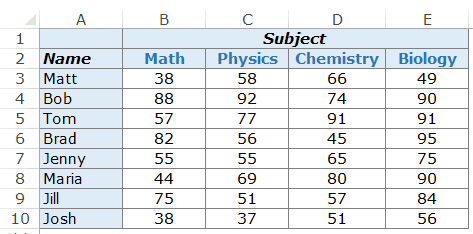 A B C D E
1 Subject
2 Name Math Physics Chemistry Biology
3 Matt 38 58 66 49
4 Bob 88 92 74 90
5 Tom 57 77 91 91
6 Brad 82 56 45 95
7 Jenny 55 55 65 75
8 Maria 44 69 80 90
9 Jill 75 51 57 84
10 Josh 38 37 51 56